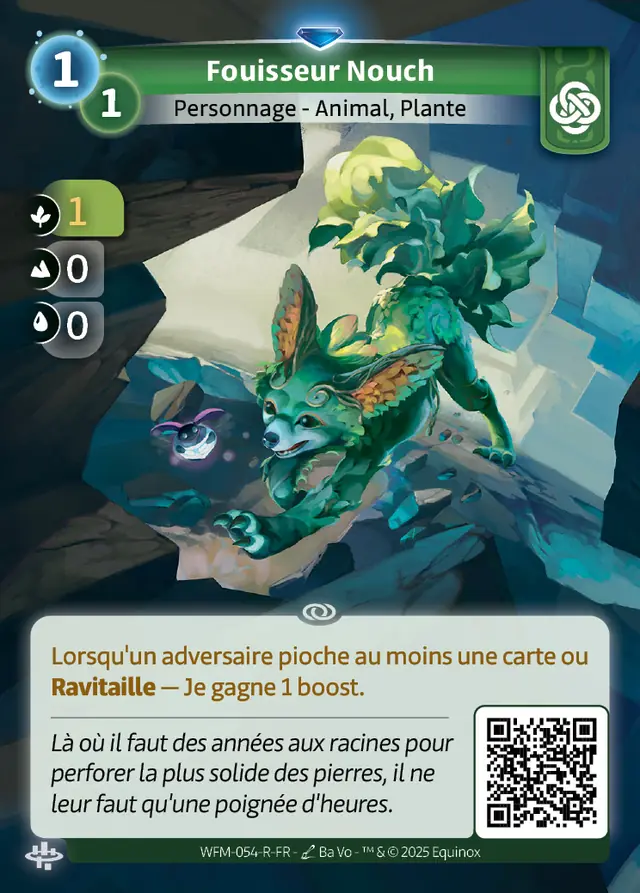 1
Fouisseur Nouch
1
Personnage - Animal, Plante
1
0
0
Lorsqu'un adversaire pioche au moins une carte ou
Ravitaille — Je gagne 1 boost.
Là où il faut des années aux racines pour
perforer la plus solide des pierres, il ne
leur faut qu'une poignée d'heures.
WFM-054-R-FR - Ba Vo - ™ & © 2025 Equinox